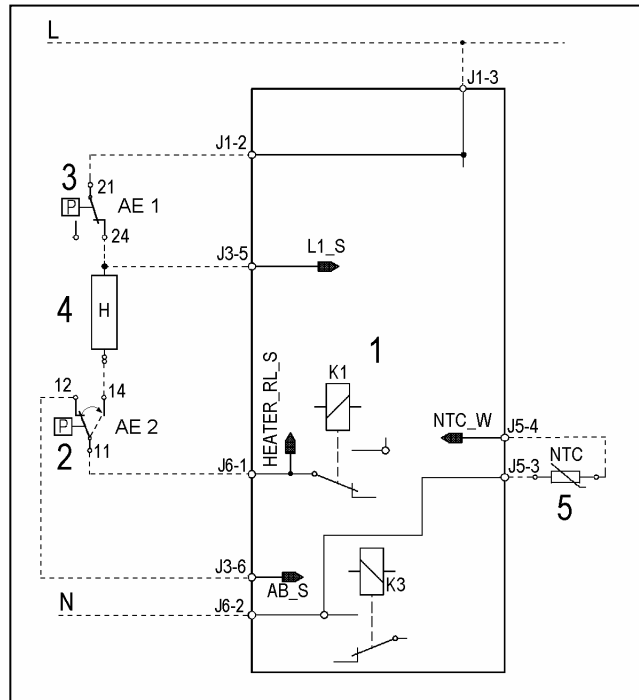 L
J1-3
J1-2
3
21
P
AE 1
24
J3-5
L1_S
4
H
1
K1
HEATER_RL_S
12
14
NTC_W
J5-4
P
AE 2
2
11
J6-1
J5-3
NTC
5
J3-6
AB_S
K3
N
J6-2